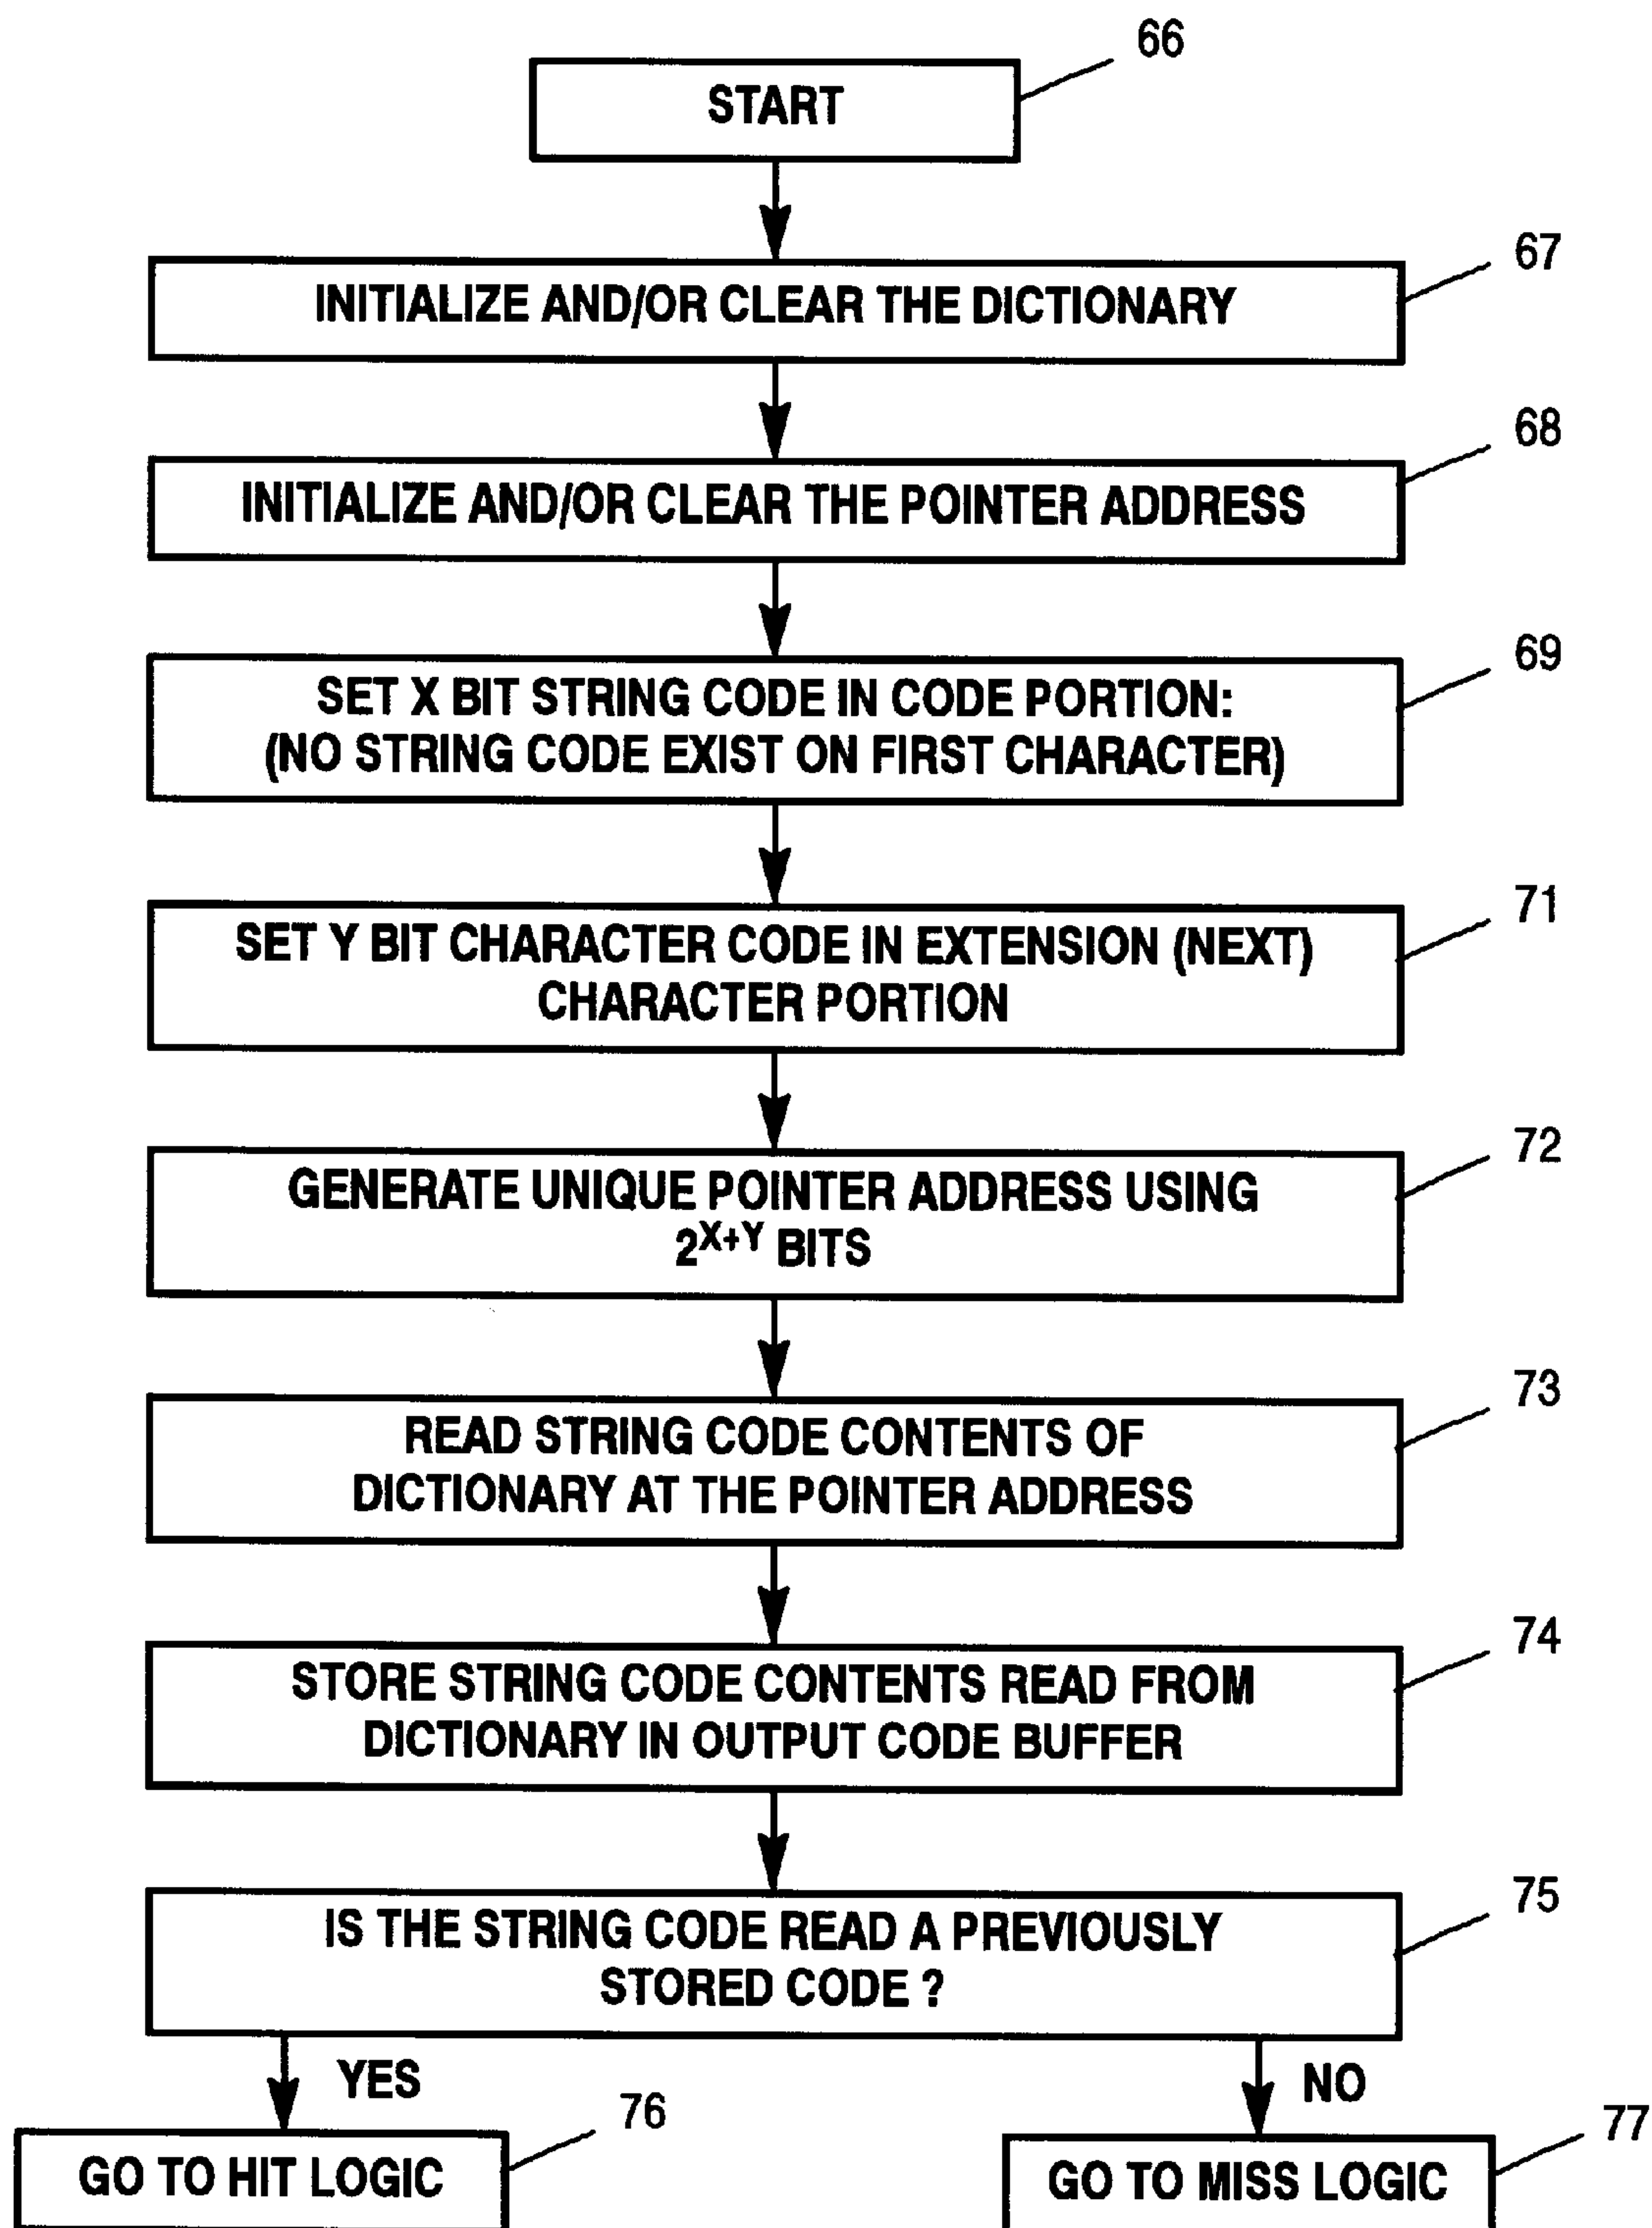 66
START
67
INITIALIZE AND/OR CLEAR THE DICTIONARY
68
INITIALIZE AND/OR CLEAR THE POINTER ADDRESS
69
SET X BIT STRING CODE IN CODE PORTION:
(NO STRING CODE EXIST ON FIRST CHARACTER)
71
SET Y BIT CHARACTER CODE IN EXTENSION (NEXT)
CHARACTER PORTION
72
GENERATE UNIQUE POINTER ADDRESS USING
2^X+Y BITS
73
READ STRING CODE CONTENTS OF
DICTIONARY AT THE POINTER ADDRESS
74
STORE STRING CODE CONTENTS READ FROM
DICTIONARY IN OUTPUT CODE BUFFER
75
IS THE STRING CODE READ A PREVIOUSLY
STORED CODE ?
YES
NO
76
77
GO TO HIT LOGIC
GO TO MISS LOGIC